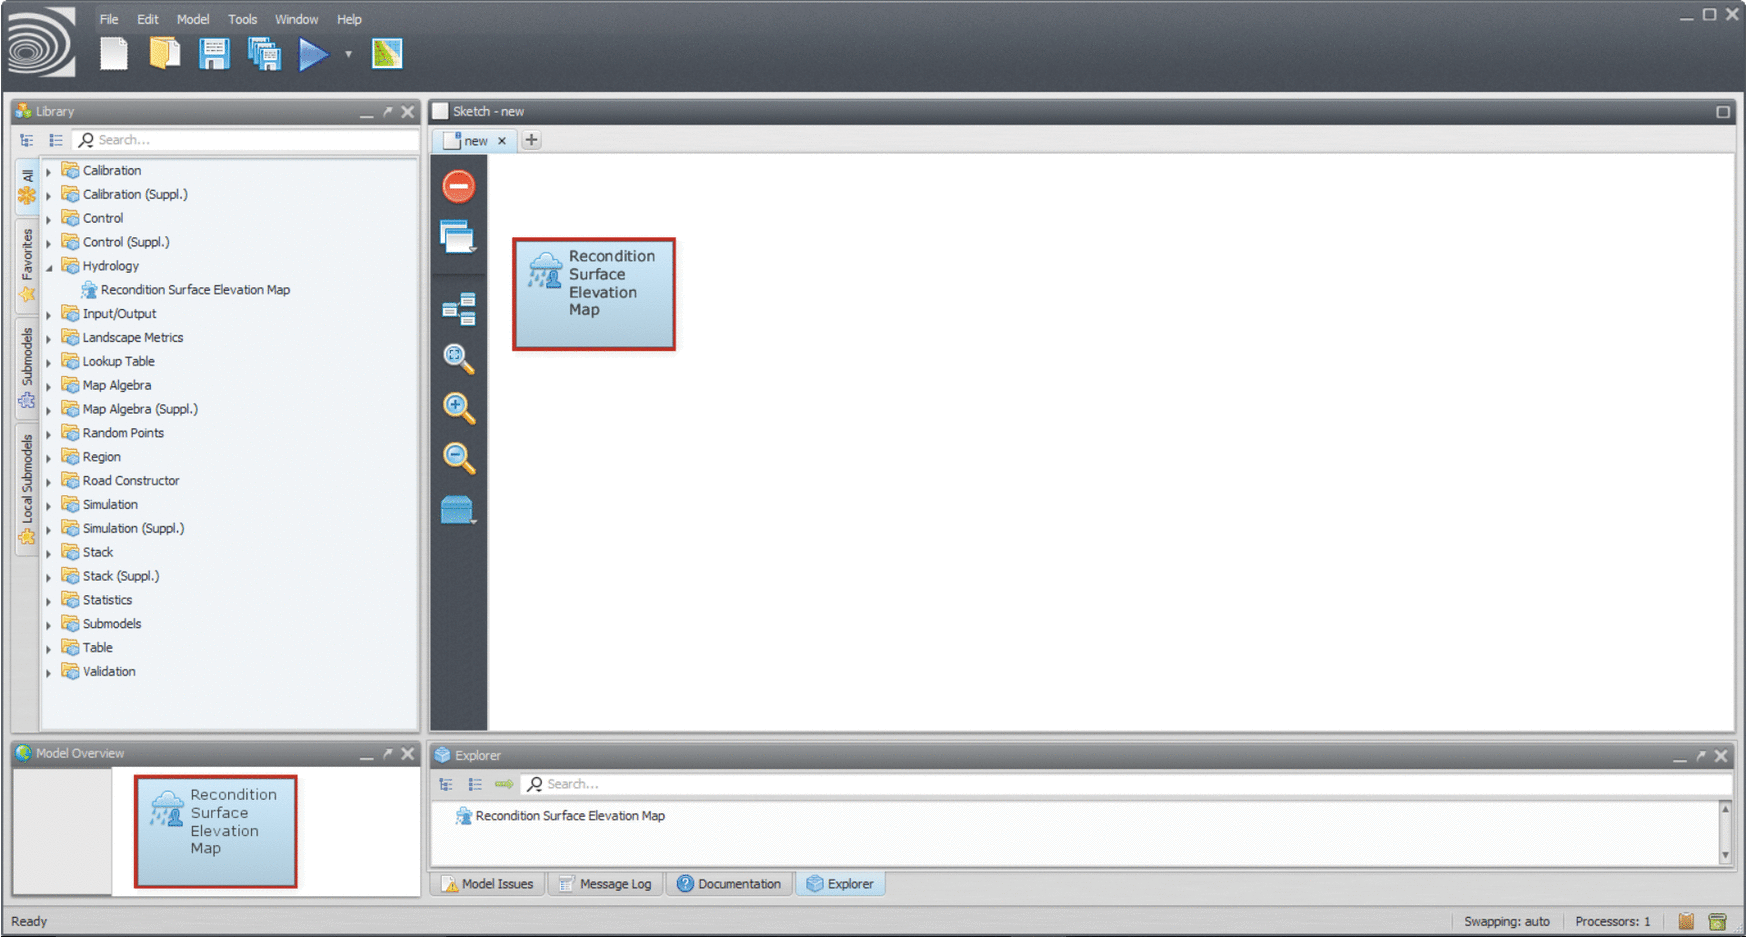 File Edit Model Tools Window Help
Library
Search...
All
Favorites
Submodels
Local Submodels
Calibration
Calibration (Suppl.)
Control
Control (Suppl.)
Hydrology
Recondition Surface Elevation Map
Input/Output
Landscape Metrics
Lookup Table
Map Algebra
Map Algebra (Suppl.)
Random Points
Region
Road Constructor
Simulation
Simulation (Suppl.)
Stack
Stack (Suppl.)
Statistics
Submodels
Table
Validation
Sketch - new
new
Recondition
Surface
Elevation
Map
Model Overview
Recondition
Surface
Elevation
Map
Explorer
Search...
Recondition Surface Elevation Map
Model Issues Message Log Documentation Explorer
Ready
Swapping: auto Processors: 1